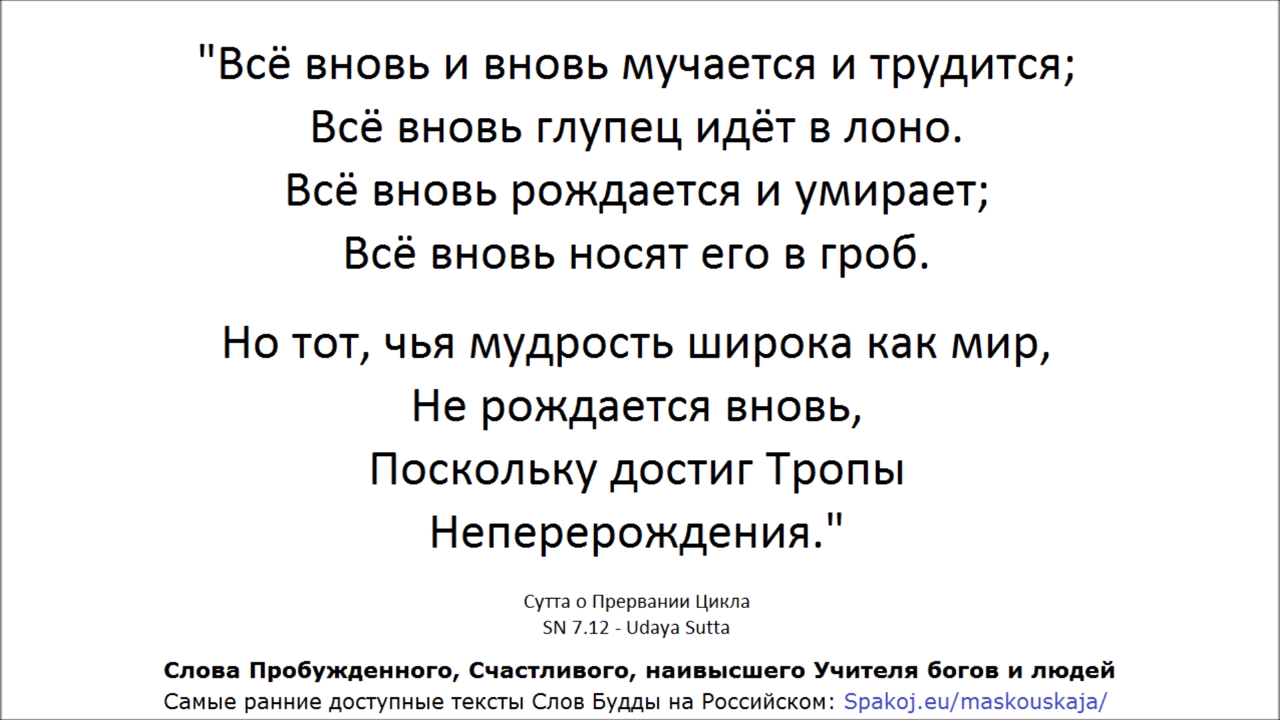 "Всё вновь и вновь мучается и трудится;
Всё вновь глупец идёт в лоно.
Всё вновь рождается и умирает;
Всё вновь носят его в гроб.
Но тот, чья мудрость широка как мир,
Не рождается вновь,
Поскольку достиг Тропы
Неперерождения."
Сутта о Прервании Цикла
SN 7.12 - Udaya Sutta
Слова Пробужденного, Счастливого, наивысшего Учителя богов и людей
Самые ранние доступные тексты Слов Будды на Российском: Spakoj.eu/maskouskaja/